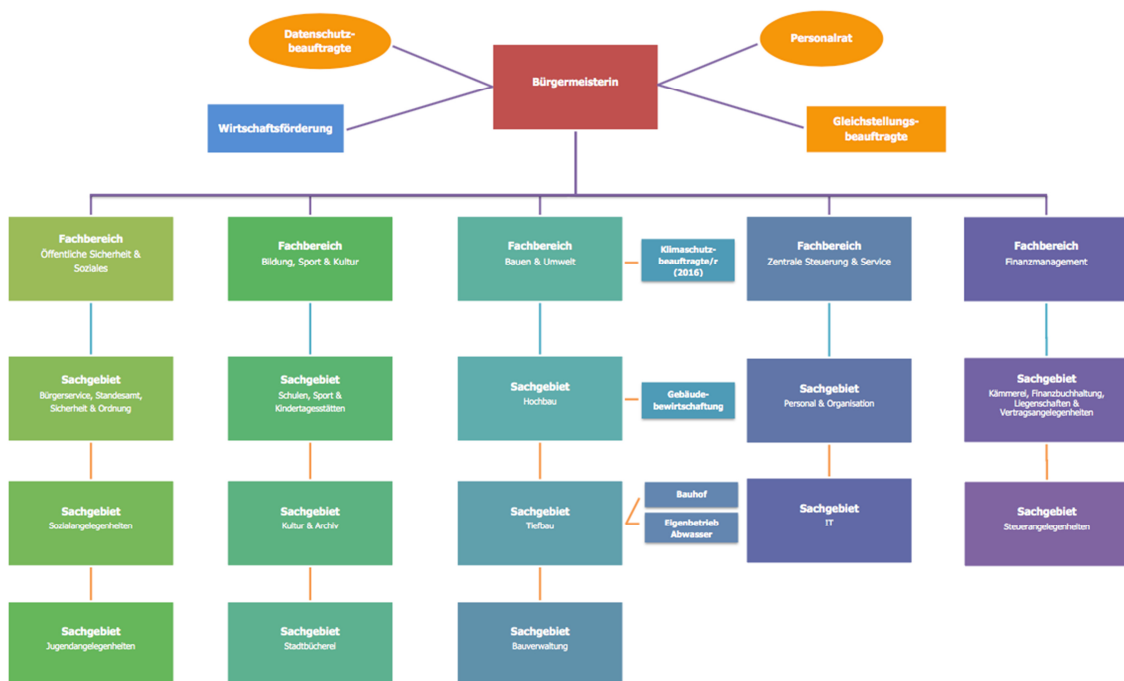 Datenschutz-
beauftragte
Personalrat
Bürgermeisterin
Wirtschaftsförderung
Gleichstellungs-
beauftragte
Fachbereich
Öffentliche Sicherheit &
Soziales
Fachbereich
Bildung, Sport & Kultur
Fachbereich
Bauen & Umwelt
Klimaschutz-
beauftragte/r
(2016)
Fachbereich
Zentrale Steuerung & Service
Fachbereich
Finanzmanagement
Sachgebiet
Bürgerservice, Standesamt,
Sicherheit & Ordnung
Sachgebiet
Schulen, Sport &
Kindertagesstätten
Sachgebiet
Hochbau
Gebäude-
bewirtschaftung
Sachgebiet
Personal & Organisation
Sachgebiet
Kämmerei, Finanzbuchhaltung,
Liegenschaften &
Vertragsangelegenheiten
Sachgebiet
Sozialangelegenheiten
Sachgebiet
Kultur & Archiv
Sachgebiet
Tiefbau
Bauhof
Eigenbetrieb
Abwasser
Sachgebiet
IT
Sachgebiet
Steuerangelegenheiten
Sachgebiet
Jugendangelegenheiten
Sachgebiet
Stadtbücherei
Sachgebiet
Bauverwaltung